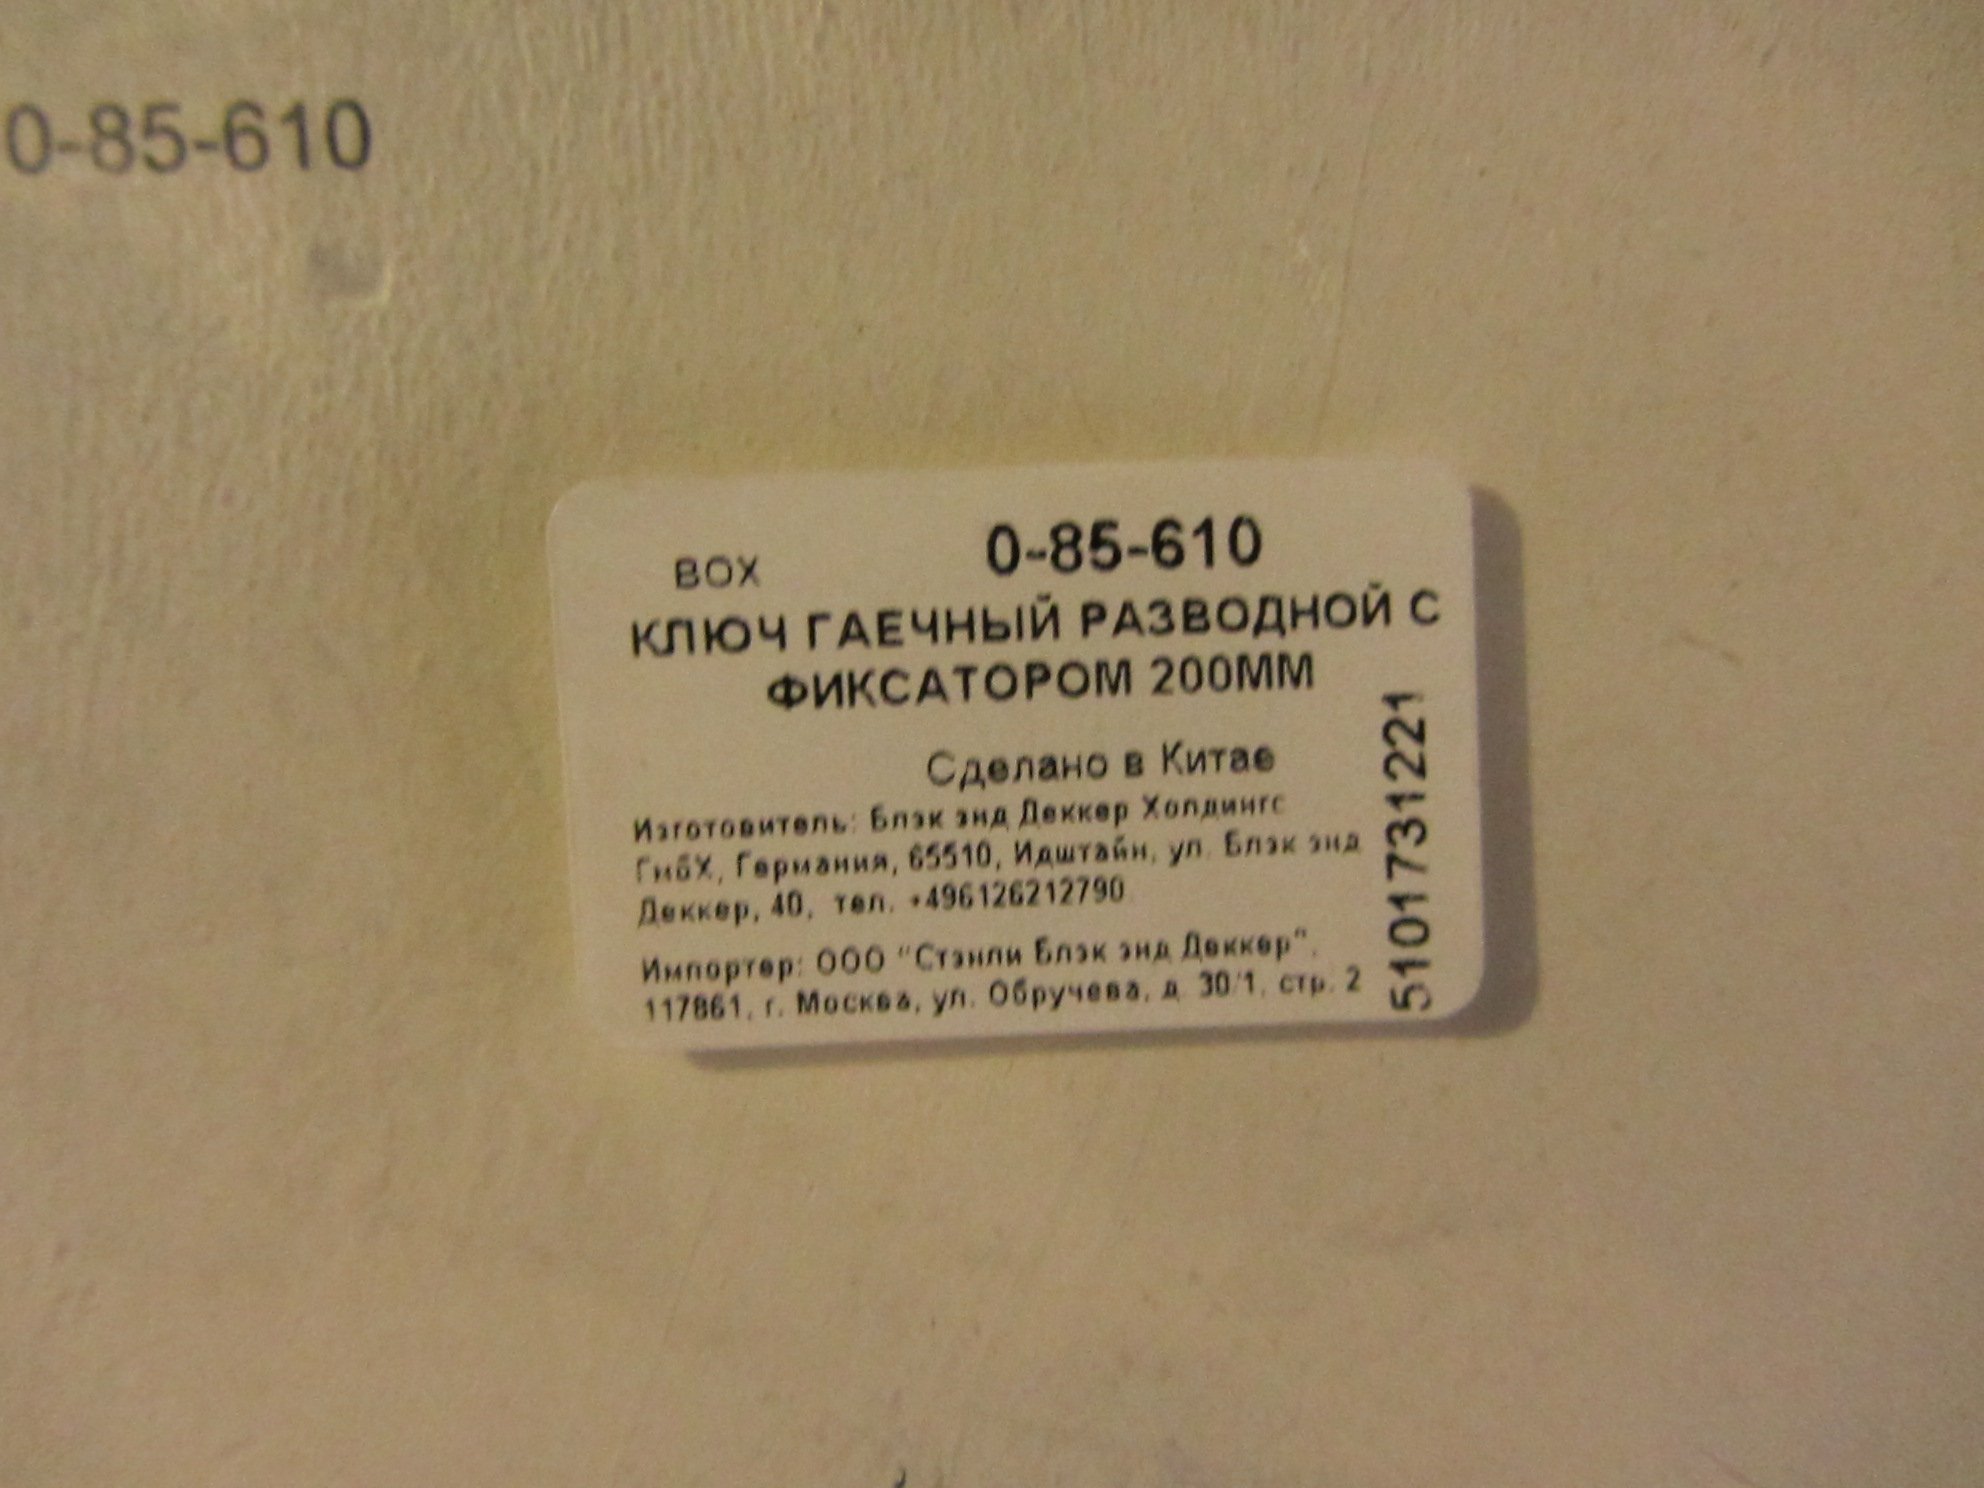 0-85-610
BOX 0-85-610
КЛЮЧ ГАЕЧНЫЙ РАЗВОДНОЙ С
ФИКСАТОРОМ 200ММ
Сделано в Китае
Изготовитель: Блэк энд Деккер Холдингс
ГмбХ, Германия, 65510, Идштайн, ул. Блэк энд
Деккер, 40, тел. +496126212790
Импортер: ООО "Стэнли Блэк энд Деккер",
117861, г. Москва, ул. Обручева, д. 30/1, стр. 2
5101731221